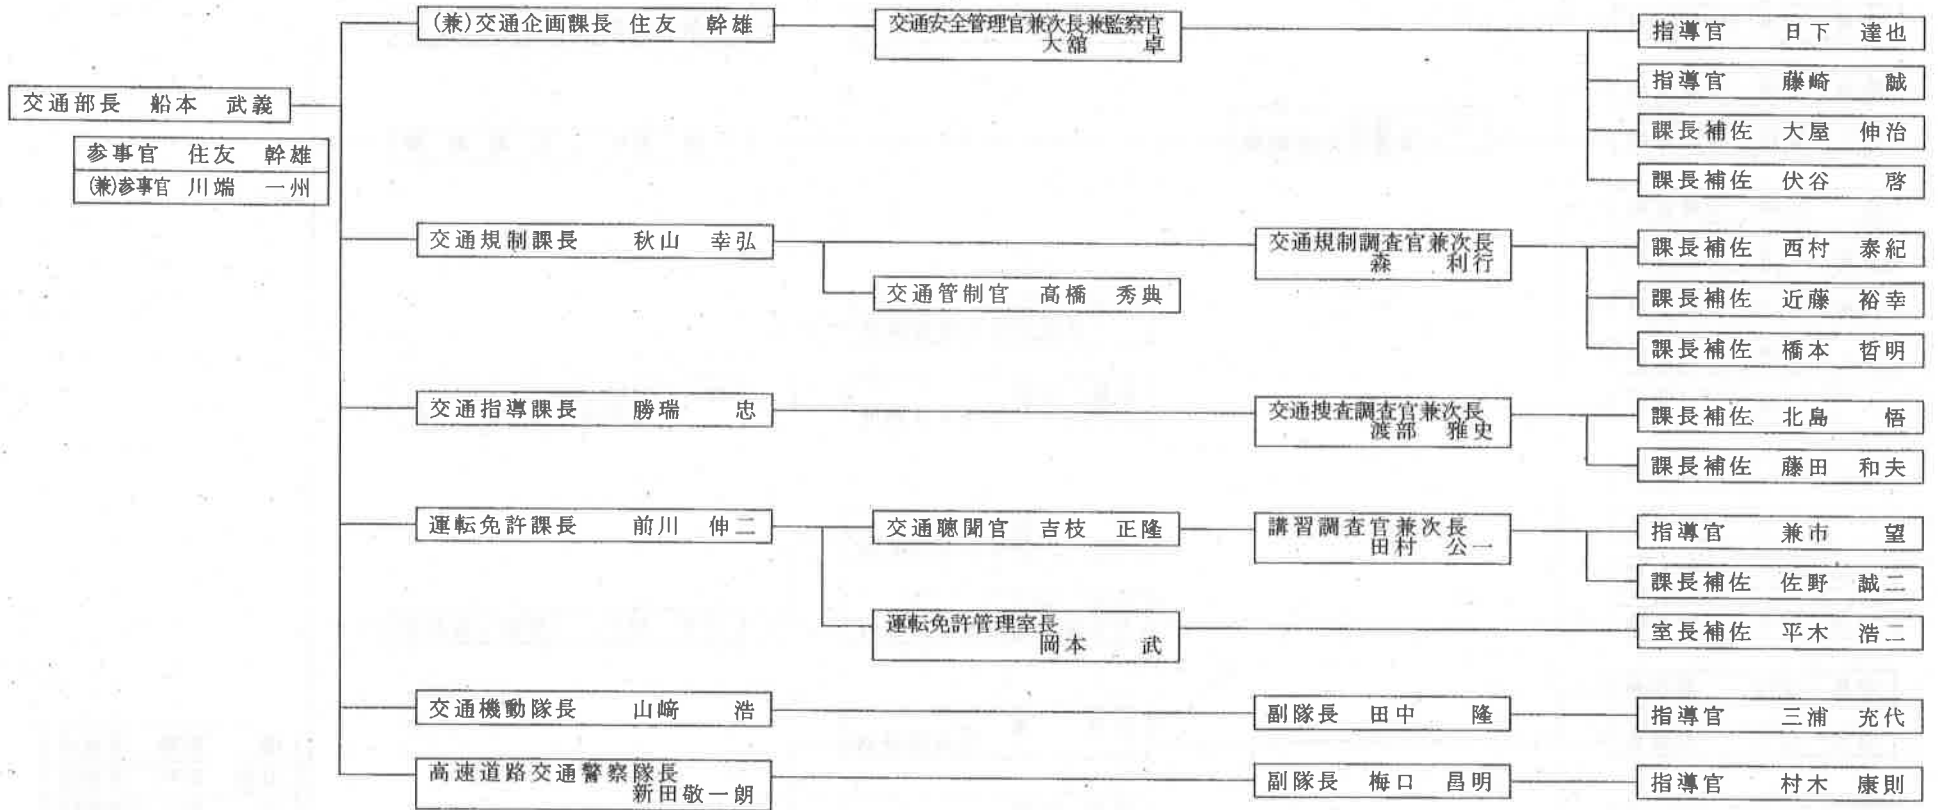 交通部長 船本 武義
参事官 住友 幹雄
(兼)参事官 川端 一州
(兼)交通企画課長 住友 幹雄
交通安全管理官兼次長兼監察官
大舘 卓
指導官 日下 達也
指導官 藤崎 誠
課長補佐 大屋 伸治
課長補佐 伏谷 啓
交通規制課長 秋山 幸弘
交通管制官 髙橋 秀典
交通規制調査官兼次長
森 利行
課長補佐 西村 泰紀
課長補佐 近藤 裕幸
課長補佐 橋本 哲明
交通指導課長 勝瑞 忠
交通捜査調査官兼次長
渡部 雅史
課長補佐 北島 悟
課長補佐 藤田 和夫
運転免許課長 前川 伸二
交通聴聞官 吉枝 正隆
講習調査官兼次長
田村 公一
指導官 兼市 望
課長補佐 佐野 誠二
運転免許管理室長
岡本 武
室長補佐 平木 浩二
交通機動隊長 山﨑 浩
副隊長 田中 隆
指導官 三浦 充代
高速道路交通警察隊長
新田敬一朗
副隊長 梅口 昌明
指導官 村木 康則